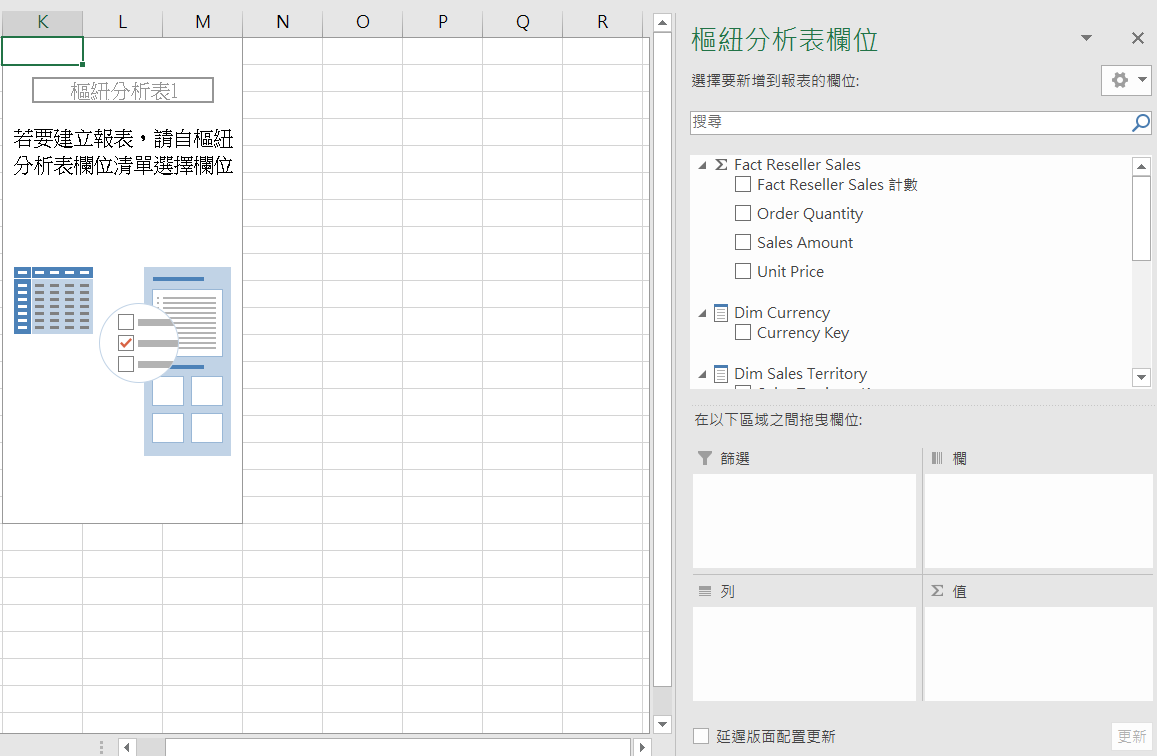 K L M N O P Q R
樞紐分析表1
若要建立報表，請自樞紐
分析表欄位清單選擇欄位
樞紐分析表欄位
選擇要新增到報表的欄位:
搜尋
Σ Fact Reseller Sales
Fact Reseller Sales 計數
Order Quantity
Sales Amount
Unit Price
Dim Currency
Currency Key
Dim Sales Territory
在以下區域之間拖曳欄位:
篩選
欄
列
Σ 值
延遲版面配置更新
更新